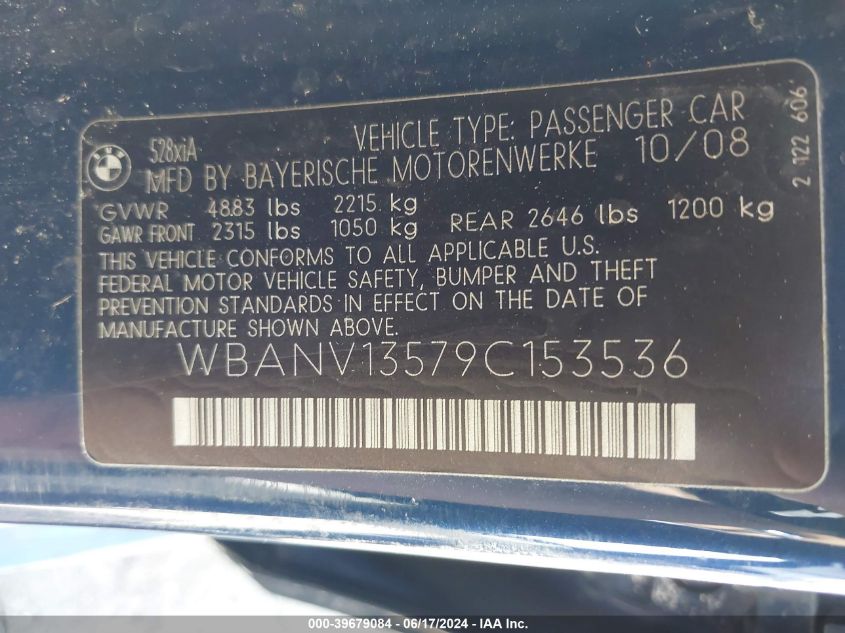 528xiA
VEHICLE TYPE: PASSENGER CAR
MFD BY BAYERISCHE MOTORENWERKE 10/08
GVWR 4883 lbs 2215 kg
GAWR FRONT 2315 lbs 1050 kg REAR 2646 lbs 1200 kg
THIS VEHICLE CONFORMS TO ALL APPLICABLE U.S.
FEDERAL MOTOR VEHICLE SAFETY, BUMPER AND THEFT
PREVENTION STANDARDS IN EFFECT ON THE DATE OF
MANUFACTURE SHOWN ABOVE.
WBANV13579C153536
2 122 606
000-39679084 - 06/17/2024 - IAA Inc.